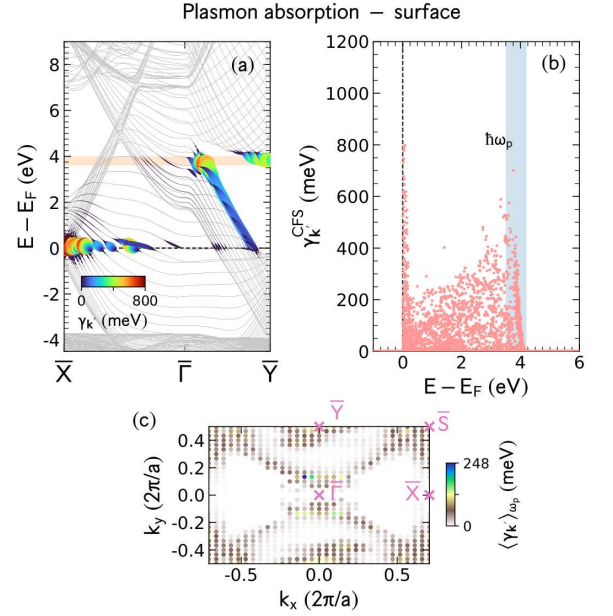 Plasmon absorption – surface
(a)
(b)
E – E_F (eV)
8
6
4
2
0
-2
-4
0 800
γ_k' (meV)
X̅ Γ̅ Y̅
γ_k'^CFS (meV)
1200
1000
800
600
400
200
0
ħω_p
0 2 4 6
E – E_F (eV)
(c)
k_y (2π/a)
0.4
0.2
0.0
-0.2
-0.4
Y̅
S̅
Γ̅
X̅
248
0
⟨γ_k'⟩_ω_p (meV)
-0.5 0.0 0.5
k_x (2π/a)